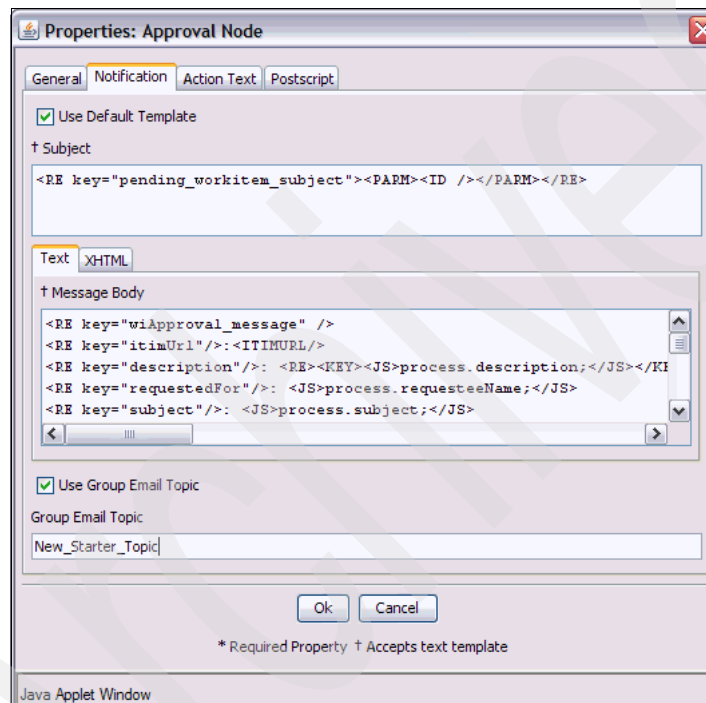 Properties: Approval Node
General Notification Action Text Postscript
Use Default Template
† Subject
<RE key="pending_workitem_subject"><PARM><ID /></PARM></RE>
Text XHTML
† Message Body
<RE key="wiApproval_message" />
<RE key="itimUrl"/>:<ITIMURL/>
<RE key="description"/>: <RE><KEY><JS>process.description;</JS></KE
<RE key="requestedFor"/>: <JS>process.requesteeName;</JS>
<RE key="subject"/>: <JS>process.subject;</JS>
Use Group Email Topic
Group Email Topic
New_Starter_Topic
Ok Cancel
* Required Property † Accepts text template
Java Applet Window